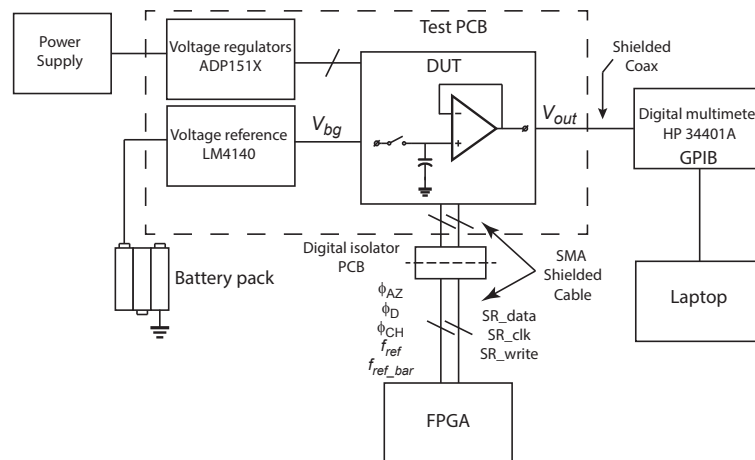 Test PCB
Power
Supply
Voltage regulators
ADP151X
DUT
Shielded
Coax
Voltage reference
LM4140
V_bg
V_out
Digital multimete
HP 34401A
GPIB
Battery pack
Digital isolator
PCB
SMA
Shielded
Cable
Laptop
ϕ_AZ
ϕ_D
ϕ_CH
f_ref
f_ref_bar
SR_data
SR_clk
SR_write
FPGA